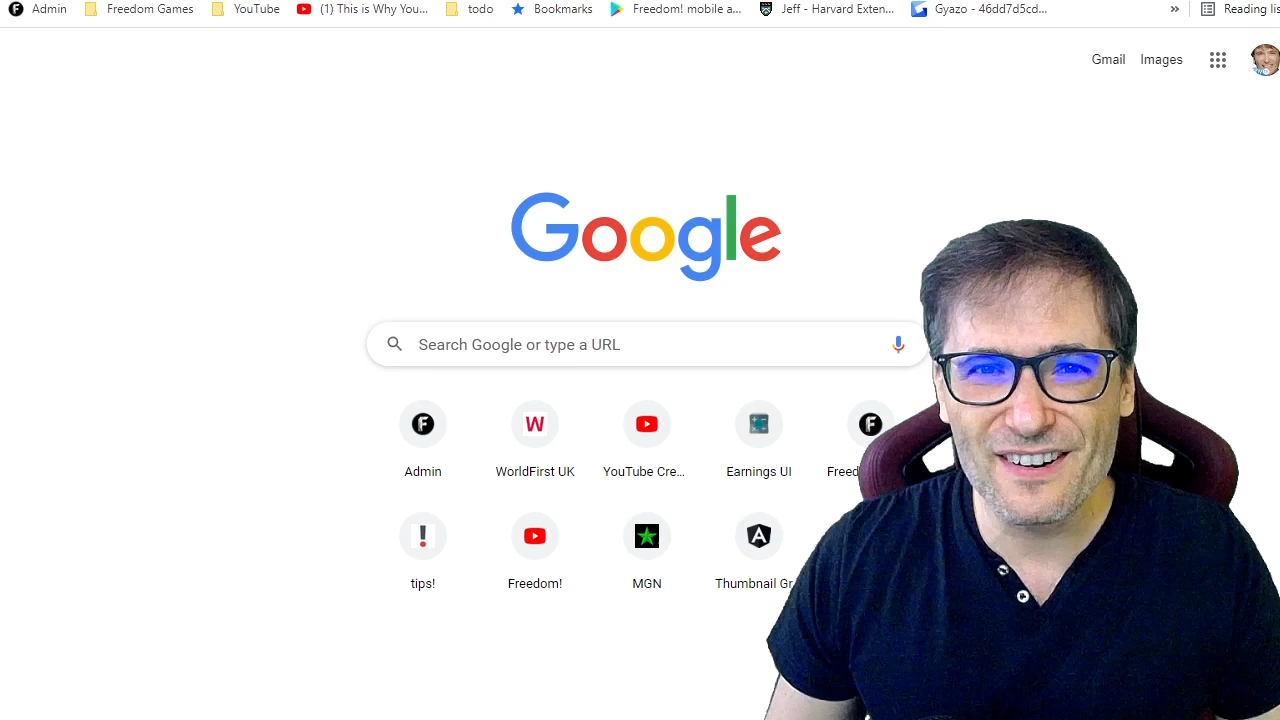 Admin Freedom Games YouTube (1) This is Why You... todo Bookmarks Freedom! mobile a... Jeff - Harvard Exten... Gyazo - 46dd7d5cd... » Reading lis
Gmail Images
Google
Search Google or type a URL
Admin WorldFirst UK YouTube Cre... Earnings UI Freed
tips! Freedom! MGN Thumbnail Gr